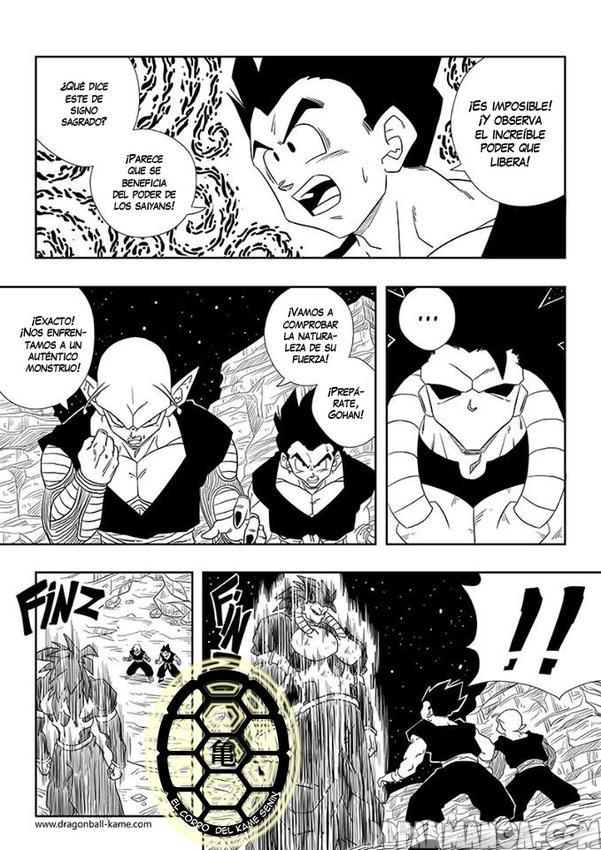 ¿QUÉ DICE
ESTE DE
SIGNO
SAGRADO?
¡PARECE
QUE SE
BENEFICIA
DEL PODER DE
LOS SAIYANS!
¡ES IMPOSIBLE!
¡Y OBSERVA
EL INCREÍBLE
PODER QUE
LIBERA!
¡EXACTO!
¡NOS ENFREN-
TAMOS A UN
AUTÉNTICO
MONSTRUO!
¡VAMOS A
COMPROBAR
LA NATURA-
LEZA DE SU
FUERZA!
¡PREPÁ-
RATE,
GOHAN!
...
FINZ
FIN
!!
亀
EL CORRO DEL KAME SENIN
www.dragonball-kame.com